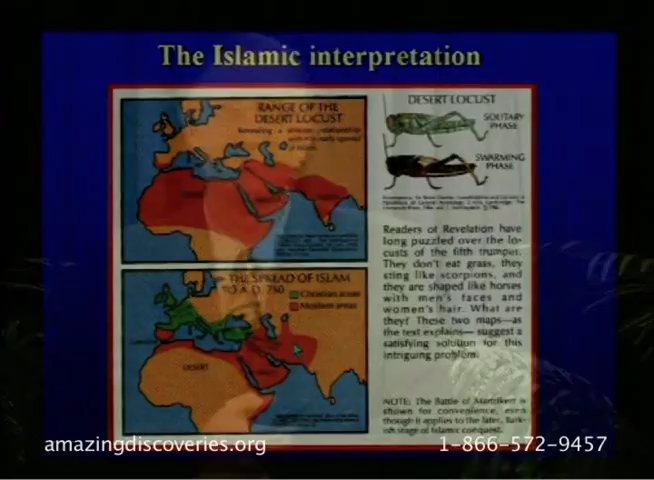 The Islamic interpretation
RANGE OF THE
DESERT LOCUST
Revealing a
DESERT LOCUST
SOLITARY
PHASE
SWARMING
PHASE
Readers of Revelation have
long puzzled over the lo-
custs of the fifth trumpet.
They don't eat grass, they
sting like scorpions, and
they are shaped like horses
with men's faces and
women's hair. What are
they? These two maps—as
the text explains— suggest a
satisfying solution for this
intriguing problem.
THE SPREAD OF ISLAM
TO A.D. 750
Christian areas
Moslem areas
DESERT
NOTE: The Battle of Manzikert is
shown for convenience, even
though it applies to the later, Turk-
ish stage of Islamic conquest.
amazingdiscoveries.org
1-866-572-9457